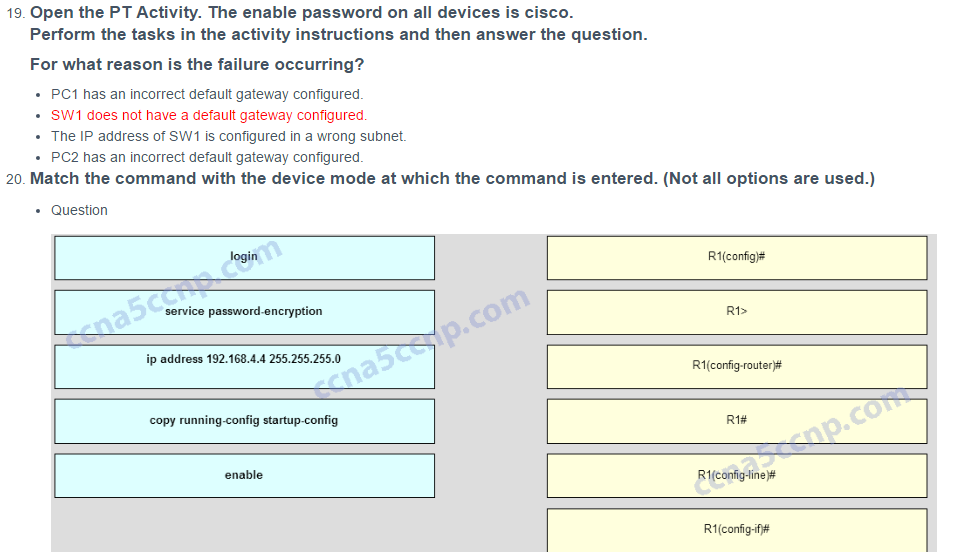 19. Open the PT Activity. The enable password on all devices is cisco.
Perform the tasks in the activity instructions and then answer the question.
For what reason is the failure occurring?
• PC1 has an incorrect default gateway configured.
• SW1 does not have a default gateway configured.
• The IP address of SW1 is configured in a wrong subnet.
• PC2 has an incorrect default gateway configured.
20. Match the command with the device mode at which the command is entered. (Not all options are used.)
• Question
login
R1(config)#
service password-encryption
R1>
ip address 192.168.4.4 255.255.255.0
R1(config-router)#
copy running-config startup-config
R1#
enable
R1(config-line)#
R1(config-if)#
ccna5ccnp.com
ccna5ccnp.com
ccna5ccnp.com